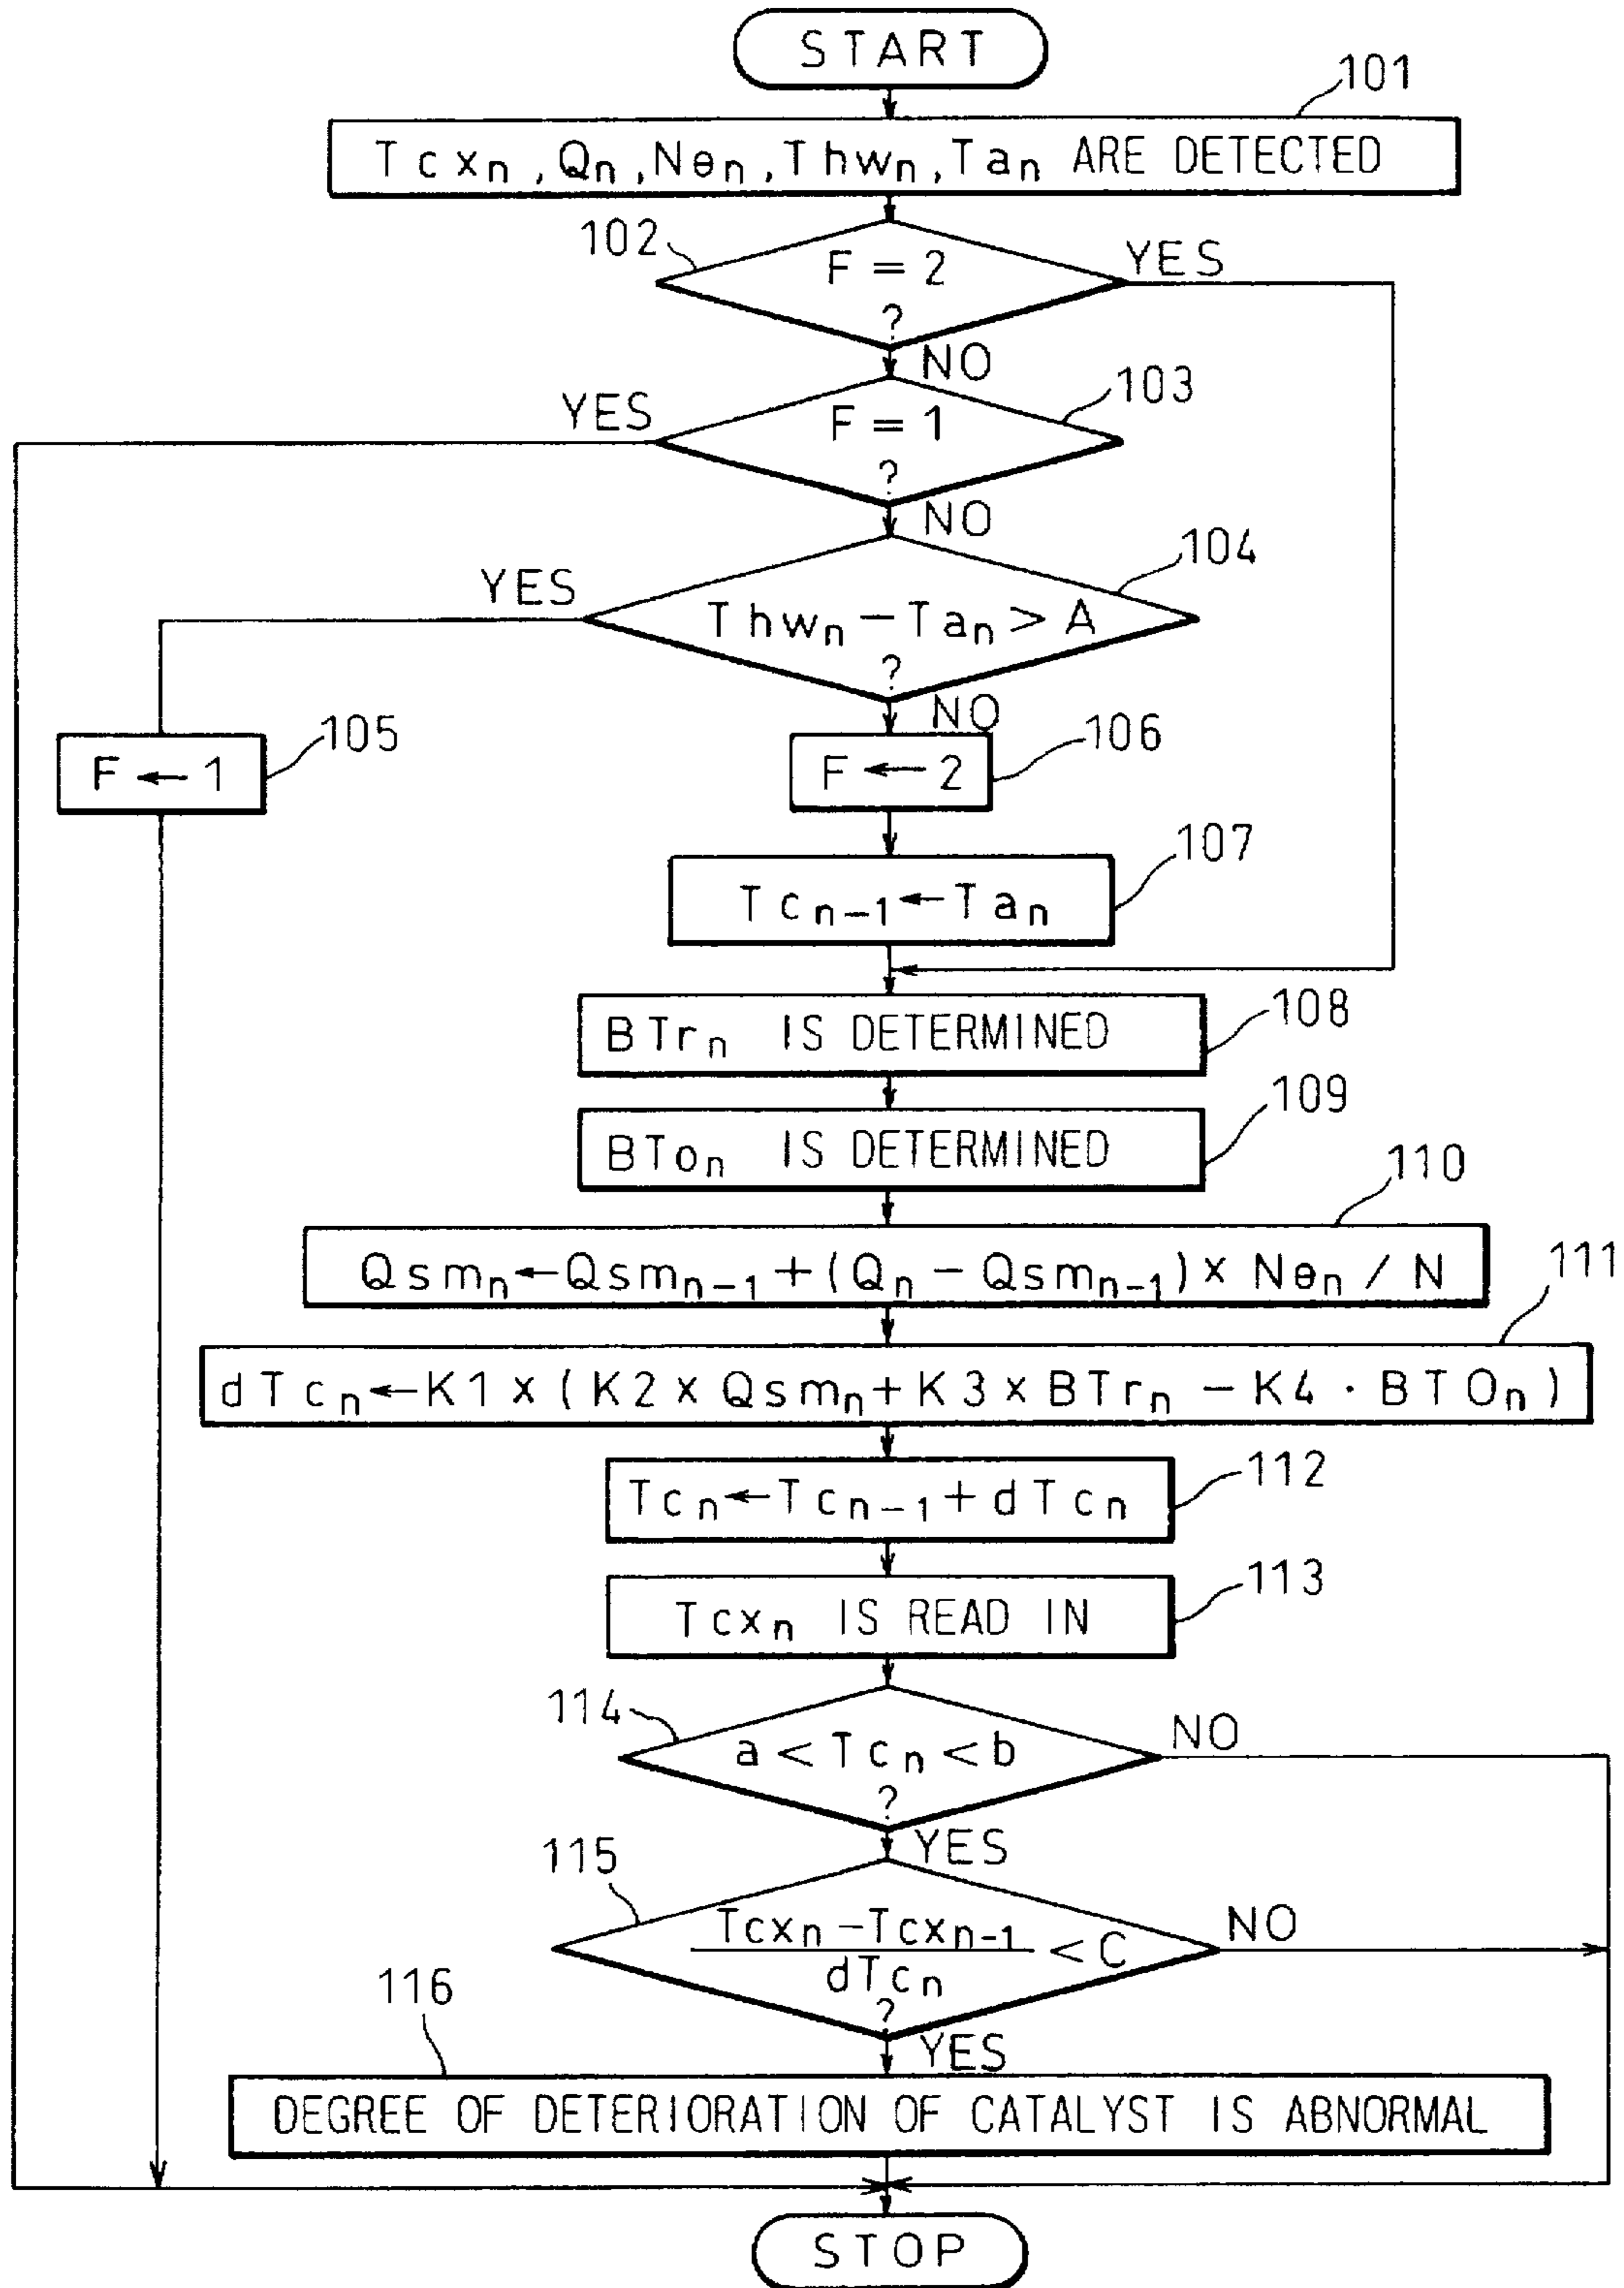 START
101
Tcxₙ, Qₙ, Neₙ, Thwₙ, Taₙ ARE DETECTED
102
F = 2
?
YES
NO
103
F = 1
?
YES
NO
104
Thwₙ − Taₙ > A
?
YES
NO
105
F ← 1
106
F ← 2
107
Tcₙ₋₁ ← Taₙ
108
BTrₙ IS DETERMINED
109
BToₙ IS DETERMINED
110
Qsmₙ ← Qsmₙ₋₁ + (Qₙ − Qsmₙ₋₁) × Neₙ / N
111
dTcₙ ← K1 × (K2 × Qsmₙ + K3 × BTrₙ − K4 · BTOₙ)
112
Tcₙ ← Tcₙ₋₁ + dTcₙ
113
Tcxₙ IS READ IN
114
a < Tcₙ < b
?
NO
YES
115
Tcxₙ − Tcxₙ₋₁
dTcₙ
< C
?
NO
YES
116
DEGREE OF DETERIORATION OF CATALYST IS ABNORMAL
STOP